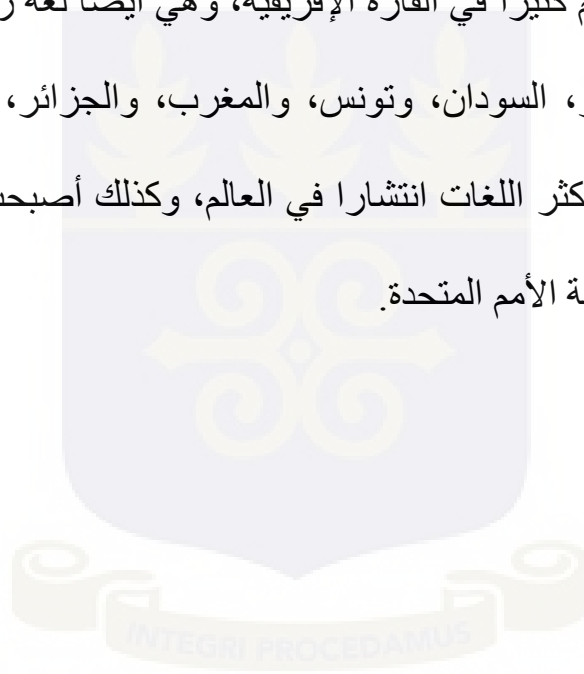 كثيرا في القارة الإفريقية، وهي أيضا لغة
، السودان، وتونس، والمغرب، والجزائر،
اللغات انتشارا في العالم، وكذلك
الأمم المتحدة.
INTEGRI PROCEDAMUS